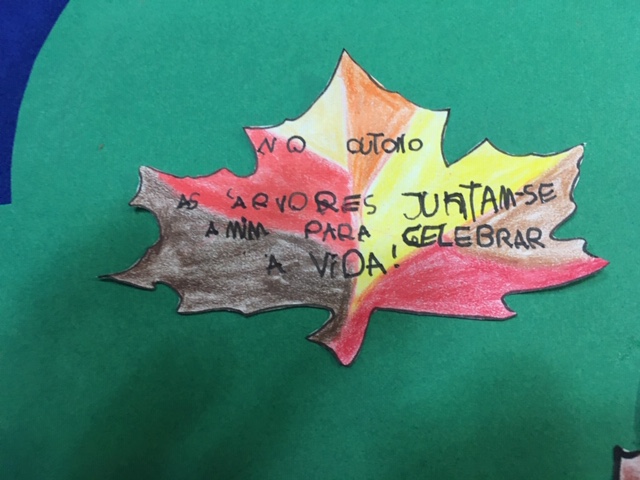 NO OUTONO
AS ÁRVORES JUNTAM-SE
A MIM PARA CELEBRAR
A VIDA!